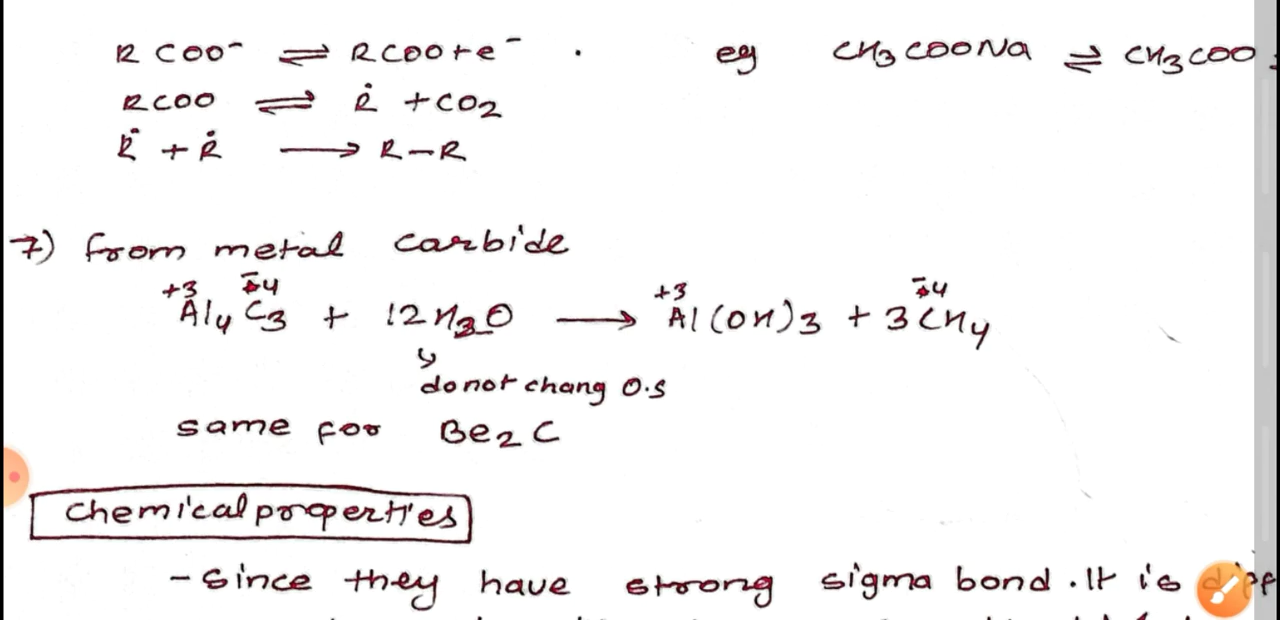 RCOO⁻ ⇌ RCOO + e⁻ . eg CH₃COONa ⇌ CH₃COO
RCOO ⇌ Ṙ + CO₂
Ṙ + Ṙ ⟶ R–R
7) from metal carbide
+3 -4 +3 -4
Al₄C₃ + 12H₂O ⟶ Al(OH)₃ + 3CH₄
do not chang O.S
same for Be₂C
Chemical properties
- Since they have strong sigma bond. It is